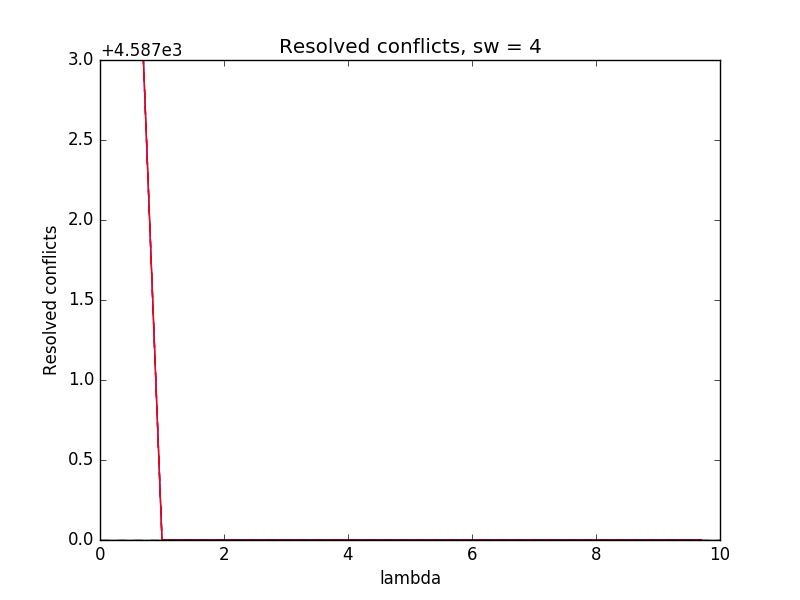 Resolved conflicts, sw = 4
+4.587e3
3.0
2.5
2.0
1.5
1.0
0.5
0.0
Resolved conflicts
0 2 4 6 8 10
lambda